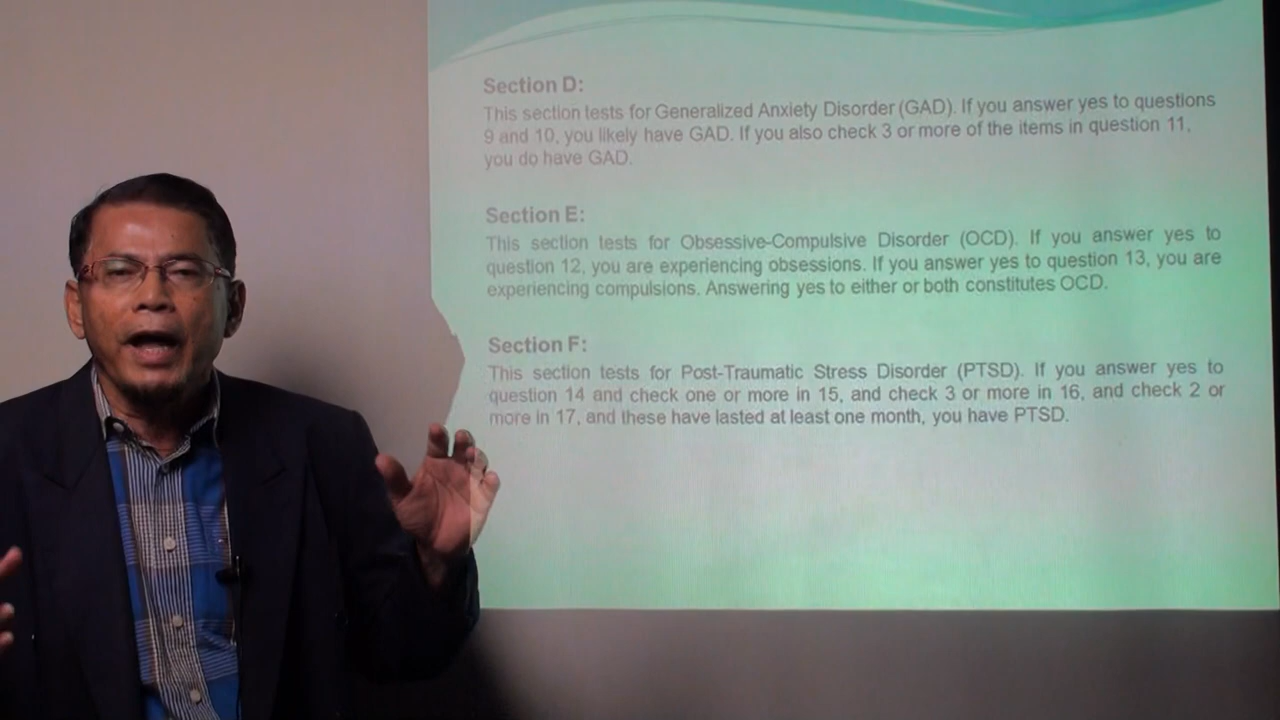 Section D:
This section tests for Generalized Anxiety Disorder (GAD). If you answer yes to questions
9 and 10, you likely have GAD. If you also check 3 or more of the items in question 11,
you do have GAD.
Section E:
This section tests for Obsessive-Compulsive Disorder (OCD). If you answer yes to
question 12, you are experiencing obsessions. If you answer yes to question 13, you are
experiencing compulsions. Answering yes to either or both constitutes OCD.
Section F:
This section tests for Post-Traumatic Stress Disorder (PTSD). If you answer yes to
question 14 and check one or more in 15, and check 3 or more in 16, and check 2 or
more in 17, and these have lasted at least one month, you have PTSD.